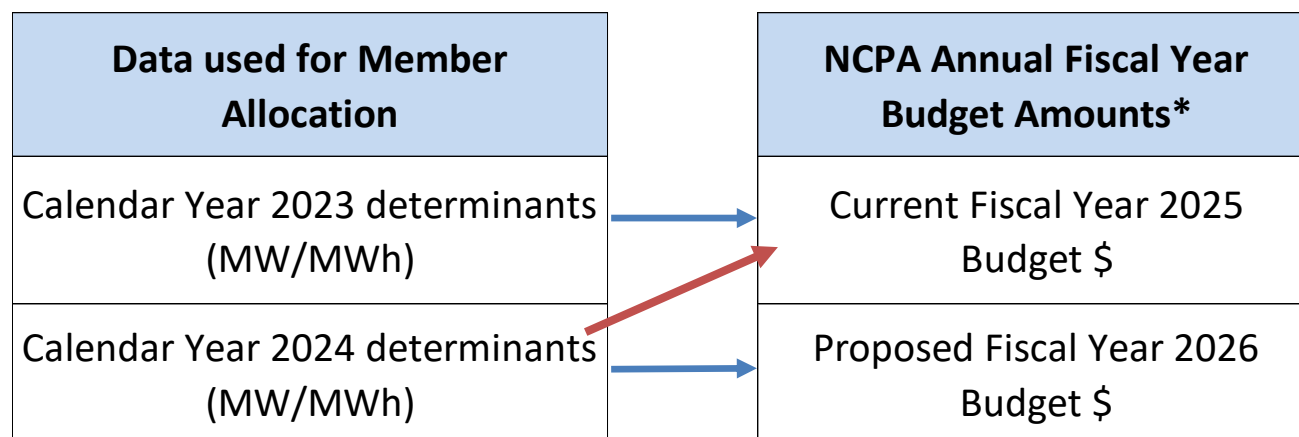 Data used for Member
Allocation
NCPA Annual Fiscal Year
Budget Amounts*
Calendar Year 2023 determinants
(MW/MWh)
Current Fiscal Year 2025
Budget $
Calendar Year 2024 determinants
(MW/MWh)
Proposed Fiscal Year 2026
Budget $